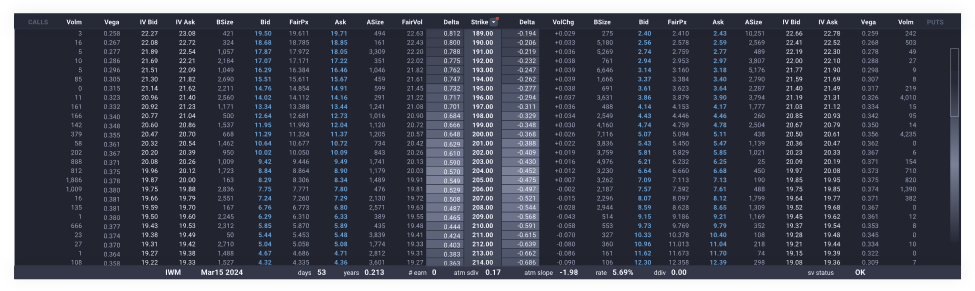 CALLS Volm Vega IV Bid IV Ask BSize Bid FairPx Ask ASize FairVol Delta Strike Delta VolChg BSize Bid FairPx Ask ASize IV Bid IV Ask Vega Volm PUTS
3 0.258 22.27 23.08 421 19.50 19.611 19.71 494 22.63 0.812 189.00 -0.194 +0.029 275 2.40 2.410 2.43 10,251 22.66 22.78 0.259 242
16 0.267 22.08 22.72 324 18.68 18.785 18.85 161 22.43 0.800 190.00 -0.206 +0.033 5,180 2.56 2.578 2.59 2,569 22.41 22.52 0.268 503
5 0.277 21.89 22.54 1,057 17.87 17.972 18.05 3,309 22.20 0.788 191.00 -0.219 +0.036 5,269 2.74 2.759 2.77 489 22.19 22.30 0.278 49
10 0.286 21.69 22.21 2,184 17.07 17.171 17.22 351 22.02 0.775 192.00 -0.232 +0.038 761 2.94 2.953 2.97 3,807 22.00 22.10 0.288 27
5 0.296 21.51 22.09 1,049 16.29 16.384 16.46 1,046 21.82 0.762 193.00 -0.247 +0.033 6,646 3.14 3.160 3.18 5,176 21.77 21.90 0.298 9
85 0.305 21.30 21.82 2,690 15.51 15.611 15.67 459 21.61 0.747 194.00 -0.262 +0.039 1,666 3.37 3.384 3.40 2,790 21.59 21.69 0.307 8
0 0.315 21.14 21.62 2,211 14.76 14.854 14.91 599 21.45 0.732 195.00 -0.277 +0.038 691 3.61 3.623 3.64 2,287 21.40 21.49 0.317 219
11 0.323 20.96 21.40 2,560 14.02 14.112 14.16 291 21.22 0.717 196.00 -0.294 +0.037 3,631 3.86 3.879 3.90 3,794 21.19 21.31 0.326 4,010
161 0.332 20.92 21.23 1,171 13.34 13.388 13.44 1,241 21.08 0.701 197.00 -0.311 +0.036 408 4.14 4.153 4.17 1,777 21.03 21.12 0.334 15
166 0.340 20.77 21.04 500 12.64 12.681 12.73 1,016 20.90 0.684 198.00 -0.329 +0.034 2,549 4.43 4.446 4.46 260 20.85 20.93 0.342 95
142 0.348 20.60 20.86 1,537 11.95 11.993 12.04 1,120 20.72 0.666 199.00 -0.348 +0.030 4,160 4.74 4.759 4.78 2,504 20.67 20.79 0.350 14
379 0.355 20.47 20.70 668 11.29 11.324 11.37 1,205 20.57 0.648 200.00 -0.368 +0.026 7,116 5.07 5.094 5.11 438 20.50 20.61 0.356 4,235
58 0.361 20.32 20.54 1,462 10.64 10.677 10.72 734 20.42 0.629 201.00 -0.388 +0.022 3,836 5.43 5.450 5.47 1,139 20.36 20.47 0.362 0
202 0.367 20.20 20.39 950 10.02 10.050 10.09 843 20.26 0.610 202.00 -0.409 +0.019 3,759 5.81 5.829 5.85 1,021 20.23 20.33 0.367 6
808 0.371 20.08 20.26 1,009 9.42 9.446 9.49 1,741 20.13 0.590 203.00 -0.430 +0.016 4,976 6.21 6.232 6.25 25 20.09 20.19 0.371 154
812 0.375 19.96 20.12 1,723 8.84 8.864 8.90 1,179 20.03 0.570 204.00 -0.452 +0.012 3,230 6.64 6.660 6.68 450 19.97 20.08 0.373 710
1,886 0.378 19.87 20.00 163 8.29 8.306 8.34 1,489 19.91 0.549 205.00 -0.475 +0.007 3,262 7.09 7.113 7.13 190 19.85 19.95 0.375 820
1,009 0.380 19.75 19.88 2,836 7.75 7.771 7.80 476 19.81 0.529 206.00 -0.497 -0.002 2,187 7.57 7.592 7.61 488 19.75 19.85 0.374 1,390
16 0.381 19.66 19.79 2,551 7.24 7.260 7.29 2,130 19.72 0.508 207.00 -0.521 -0.015 2,296 8.07 8.097 8.12 1,799 19.64 19.77 0.371 382
135 0.381 19.59 19.70 167 6.76 6.773 6.80 2,571 19.63 0.487 208.00 -0.544 -0.028 2,944 8.59 8.628 8.65 1,309 19.52 19.68 0.367 0
1 0.380 19.50 19.60 2,245 6.29 6.310 6.33 389 19.55 0.465 209.00 -0.568 -0.043 514 9.15 9.186 9.21 1,169 19.45 19.62 0.361 12
666 0.377 19.43 19.53 2,312 5.85 5.870 5.89 435 19.48 0.444 210.00 -0.591 -0.058 553 9.73 9.769 9.79 352 19.37 19.54 0.353 8
23 0.374 19.38 19.49 50 5.44 5.453 5.48 3,839 19.41 0.424 211.00 -0.615 -0.070 327 10.33 10.378 10.40 108 19.28 19.48 0.345 0
27 0.370 19.31 19.42 2,710 5.04 5.058 5.08 1,774 19.33 0.403 212.00 -0.639 -0.080 360 10.96 11.013 11.04 218 19.21 19.44 0.334 10
1 0.364 19.27 19.38 1,488 4.67 4.686 4.71 2,812 19.31 0.383 213.00 -0.662 -0.086 161 11.62 11.673 11.70 74 19.15 19.39 0.322 0
108 0.358 19.22 19.33 1,527 4.32 4.335 4.36 3,601 19.27 0.363 214.00 -0.686 -0.090 106 12.30 12.358 12.39 298 19.08 19.36 0.309 7
IWM Mar15 2024 days 53 years 0.213 # earn 0 atm sdiv 0.17 atm slope -1.98 rate 5.69% ddiv 0.00 sv status OK